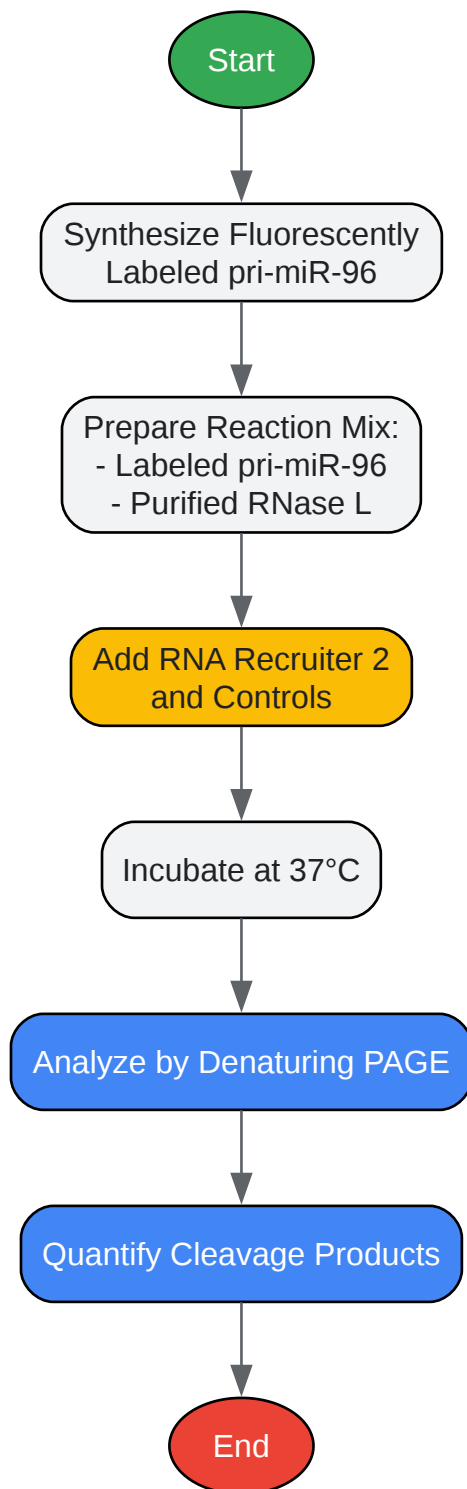 Start
Synthesize Fluorescently
Labeled pri-miR-96
Prepare Reaction Mix:
- Labeled pri-miR-96
- Purified RNase L
Add RNA Recruiter 2
and Controls
Incubate at 37°C
Analyze by Denaturing PAGE
Quantify Cleavage Products
End